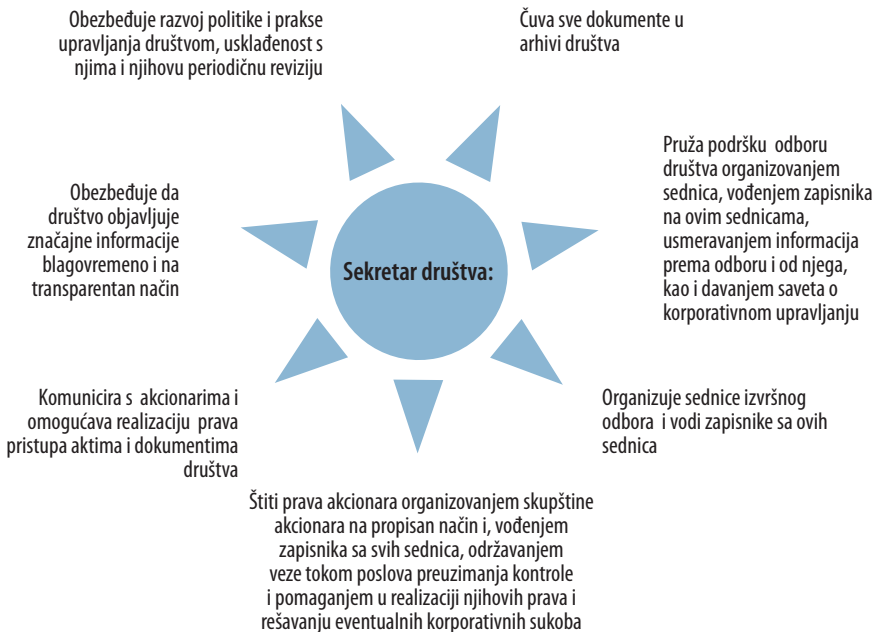 Obezbeđuje razvoj politike i prakse
upravljanja društvom, usklađenost s
njima i njihovu periodičnu reviziju
Čuva sve dokumente u
arhivi društva
Obezbeđuje da
društvo objavljuje
značajne informacije
blagovremeno i na
transparentan način
Sekretar društva:
Pruža podršku odboru
društva organizovanjem
sednica, vođenjem zapisnika
na ovim sednicama,
usmeravanjem informacija
prema odboru i od njega,
kao i davanjem saveta o
korporativnom upravljanju
Komunicira s akcionarima i
omogućava realizaciju prava
pristupa aktima i dokumentima
društva
Organizuje sednice izvršnog
odbora i vodi zapisnike sa ovih
sednica
Štiti prava akcionara organizovanjem skupštine
akcionara na propisan način i, vođenjem
zapisnika sa svih sednica, održavanjem
veze tokom poslova preuzimanja kontrole
i pomaganjem u realizaciji njihovih prava i
rešavanju eventualnih korporativnih sukoba